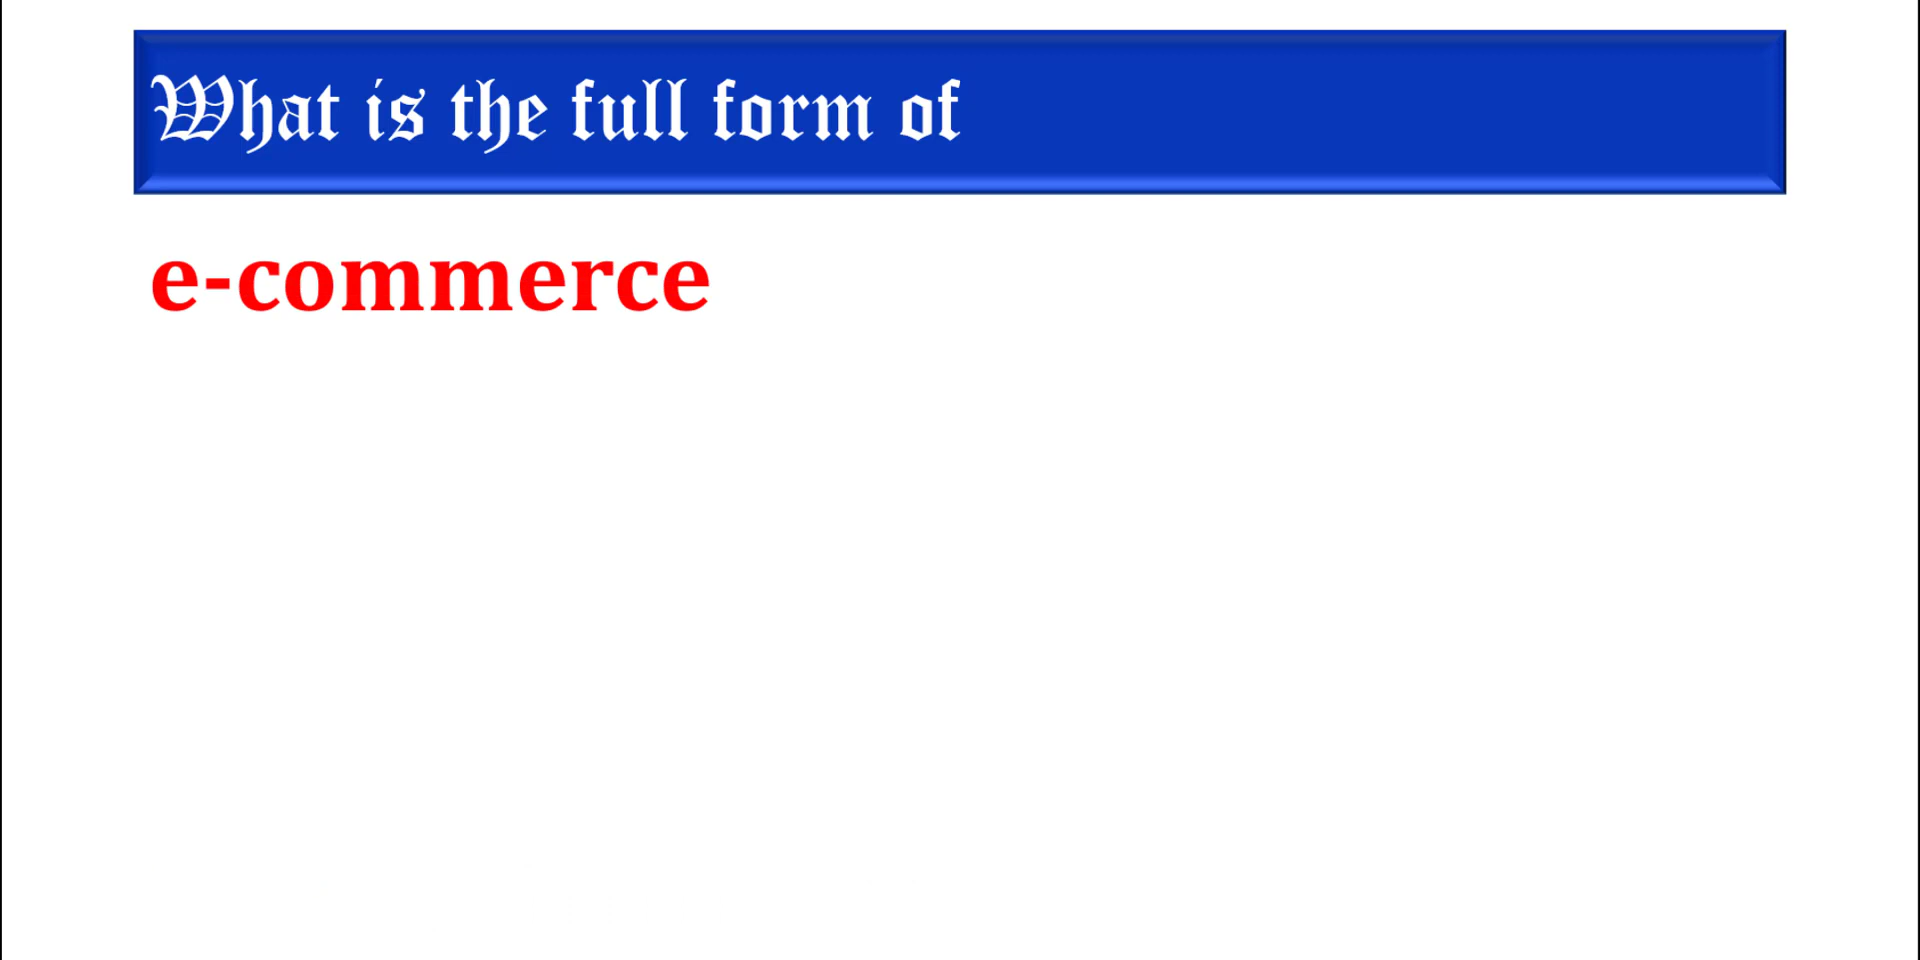 What is the full form of
e-commerce